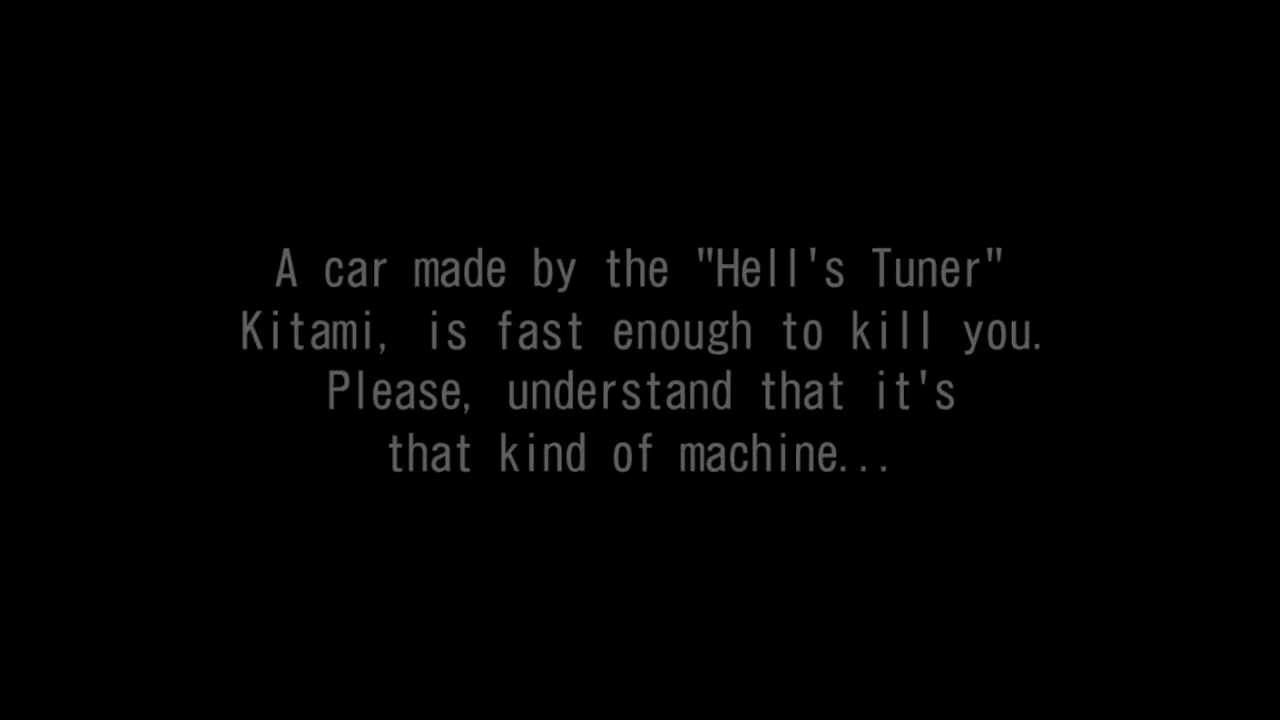 A car made by the "Hell's Tuner"
Kitami, is fast enough to kill you.
Please, understand that it's
that kind of machine...